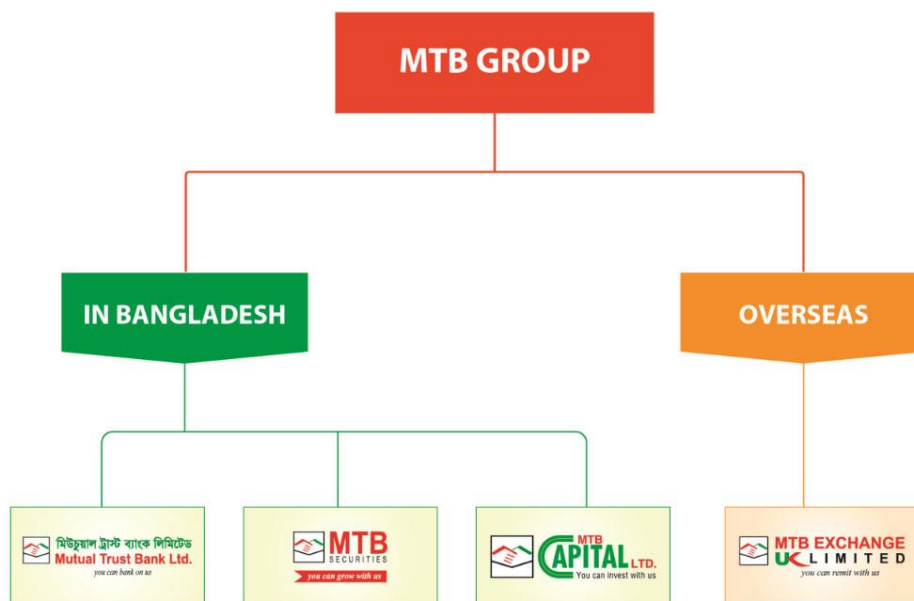 MTB GROUP
IN BANGLADESH
OVERSEAS
মিউচুয়াল ট্রাস্ট ব্যাংক লিমিটেড
Mutual Trust Bank Ltd.
you can bank on us
MTB
SECURITIES
you can grow with us
MTB
CAPITAL LTD.
You can invest with us
MTB EXCHANGE
UK LIMITED
you can remit with us